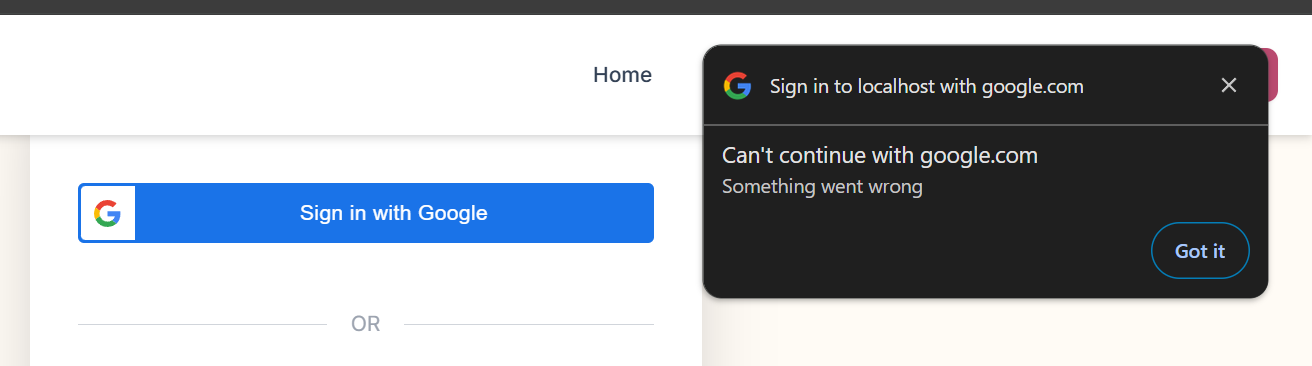 Home
Sign in to localhost with google.com
Can't continue with google.com
Something went wrong
Got it
Sign in with Google
OR